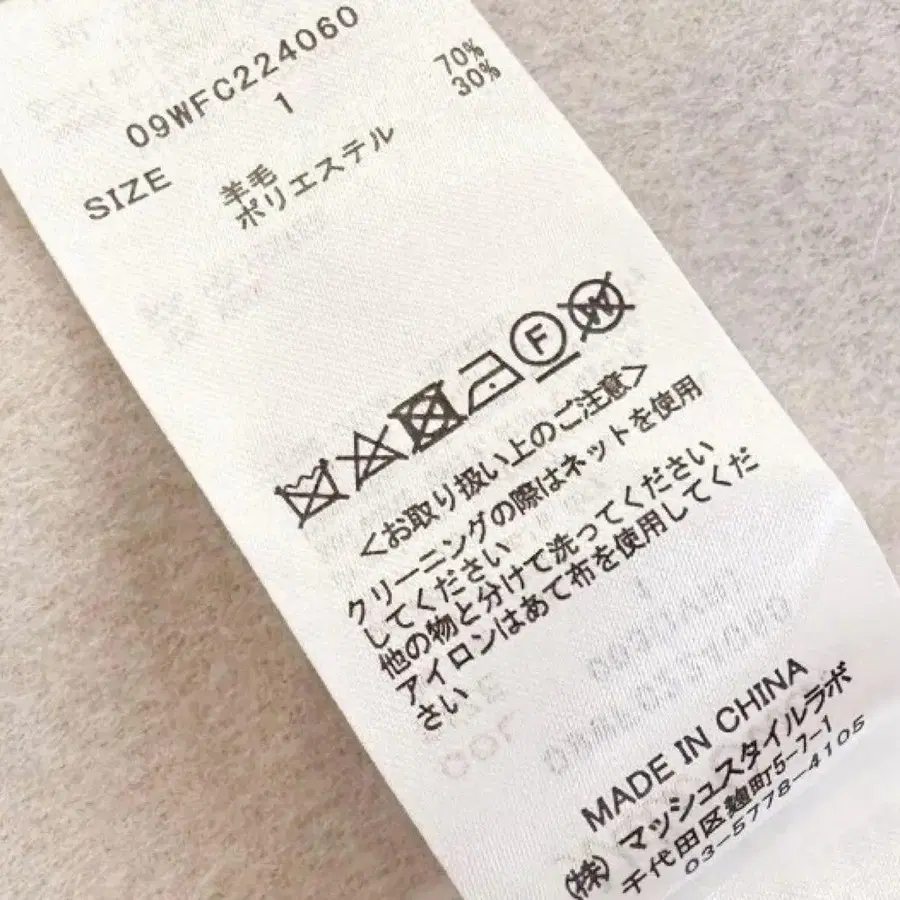 09WFC224060
SIZE 1
羊毛 70%
ポリエステル 30%
F
W
<お取り扱い上のご注意>
クリーニングの際はネットを使用
してください
他の物と分けて洗ってください
アイロンはあて布を使用してくだ
さい
MADE IN CHINA
(株) マッシュスタイルラボ
千代田区麹町5-7-1
03-5778-4105